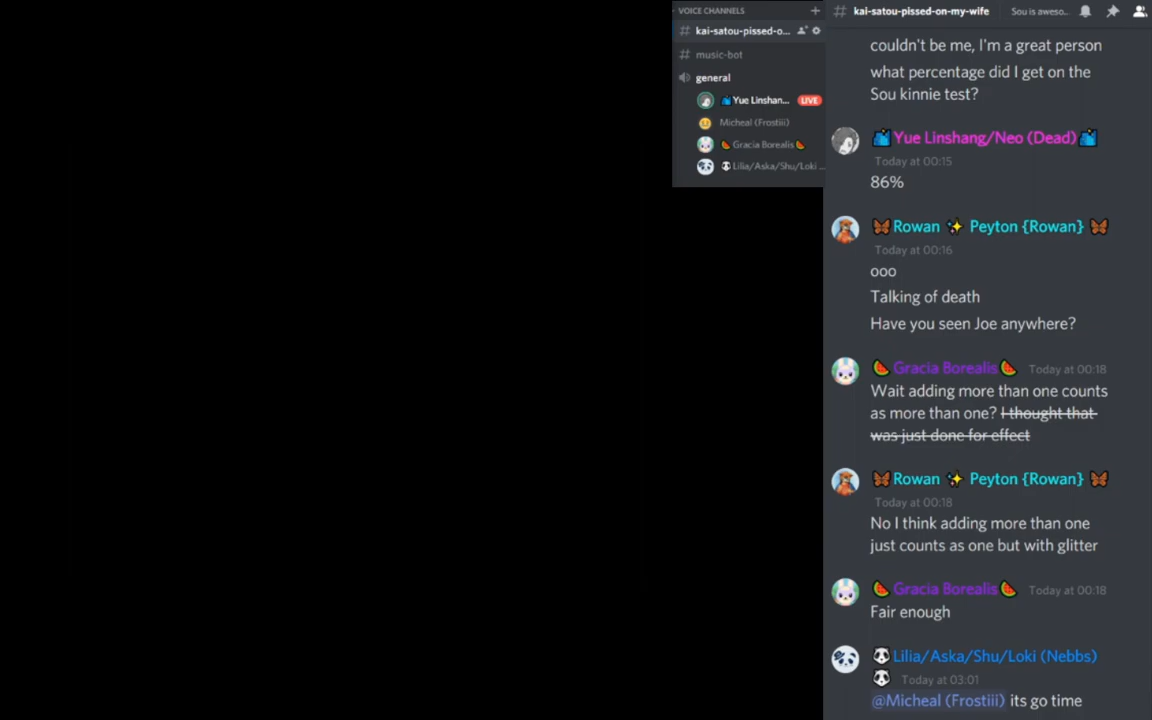 VOICE CHANNELS +
# kai-satou-pissed-o...
# music-bot
general
Yue Linshan... LIVE
Micheal (Frostiii)
🍉Gracia Borealis🍉
🐼Lilia/Aska/Shu/Loki ...
# kai-satou-pissed-on-my-wife Sou is aweso...
couldn't be me, I'm a great person
what percentage did I get on the
Sou kinnie test?
Yue Linshang/Neo (Dead)
Today at 00:15
86%
🦋Rowan ✨ Peyton {Rowan} 🦋
Today at 00:16
ooo
Talking of death
Have you seen Joe anywhere?
🍉Gracia Borealis🍉 Today at 00:18
Wait adding more than one counts
as more than one? I thought that
was just done for effect
🦋Rowan ✨ Peyton {Rowan} 🦋
Today at 00:18
No I think adding more than one
just counts as one but with glitter
🍉Gracia Borealis🍉 Today at 00:18
Fair enough
🐼Lilia/Aska/Shu/Loki (Nebbs)
🐼 Today at 03:01
@Micheal (Frostiii) its go time